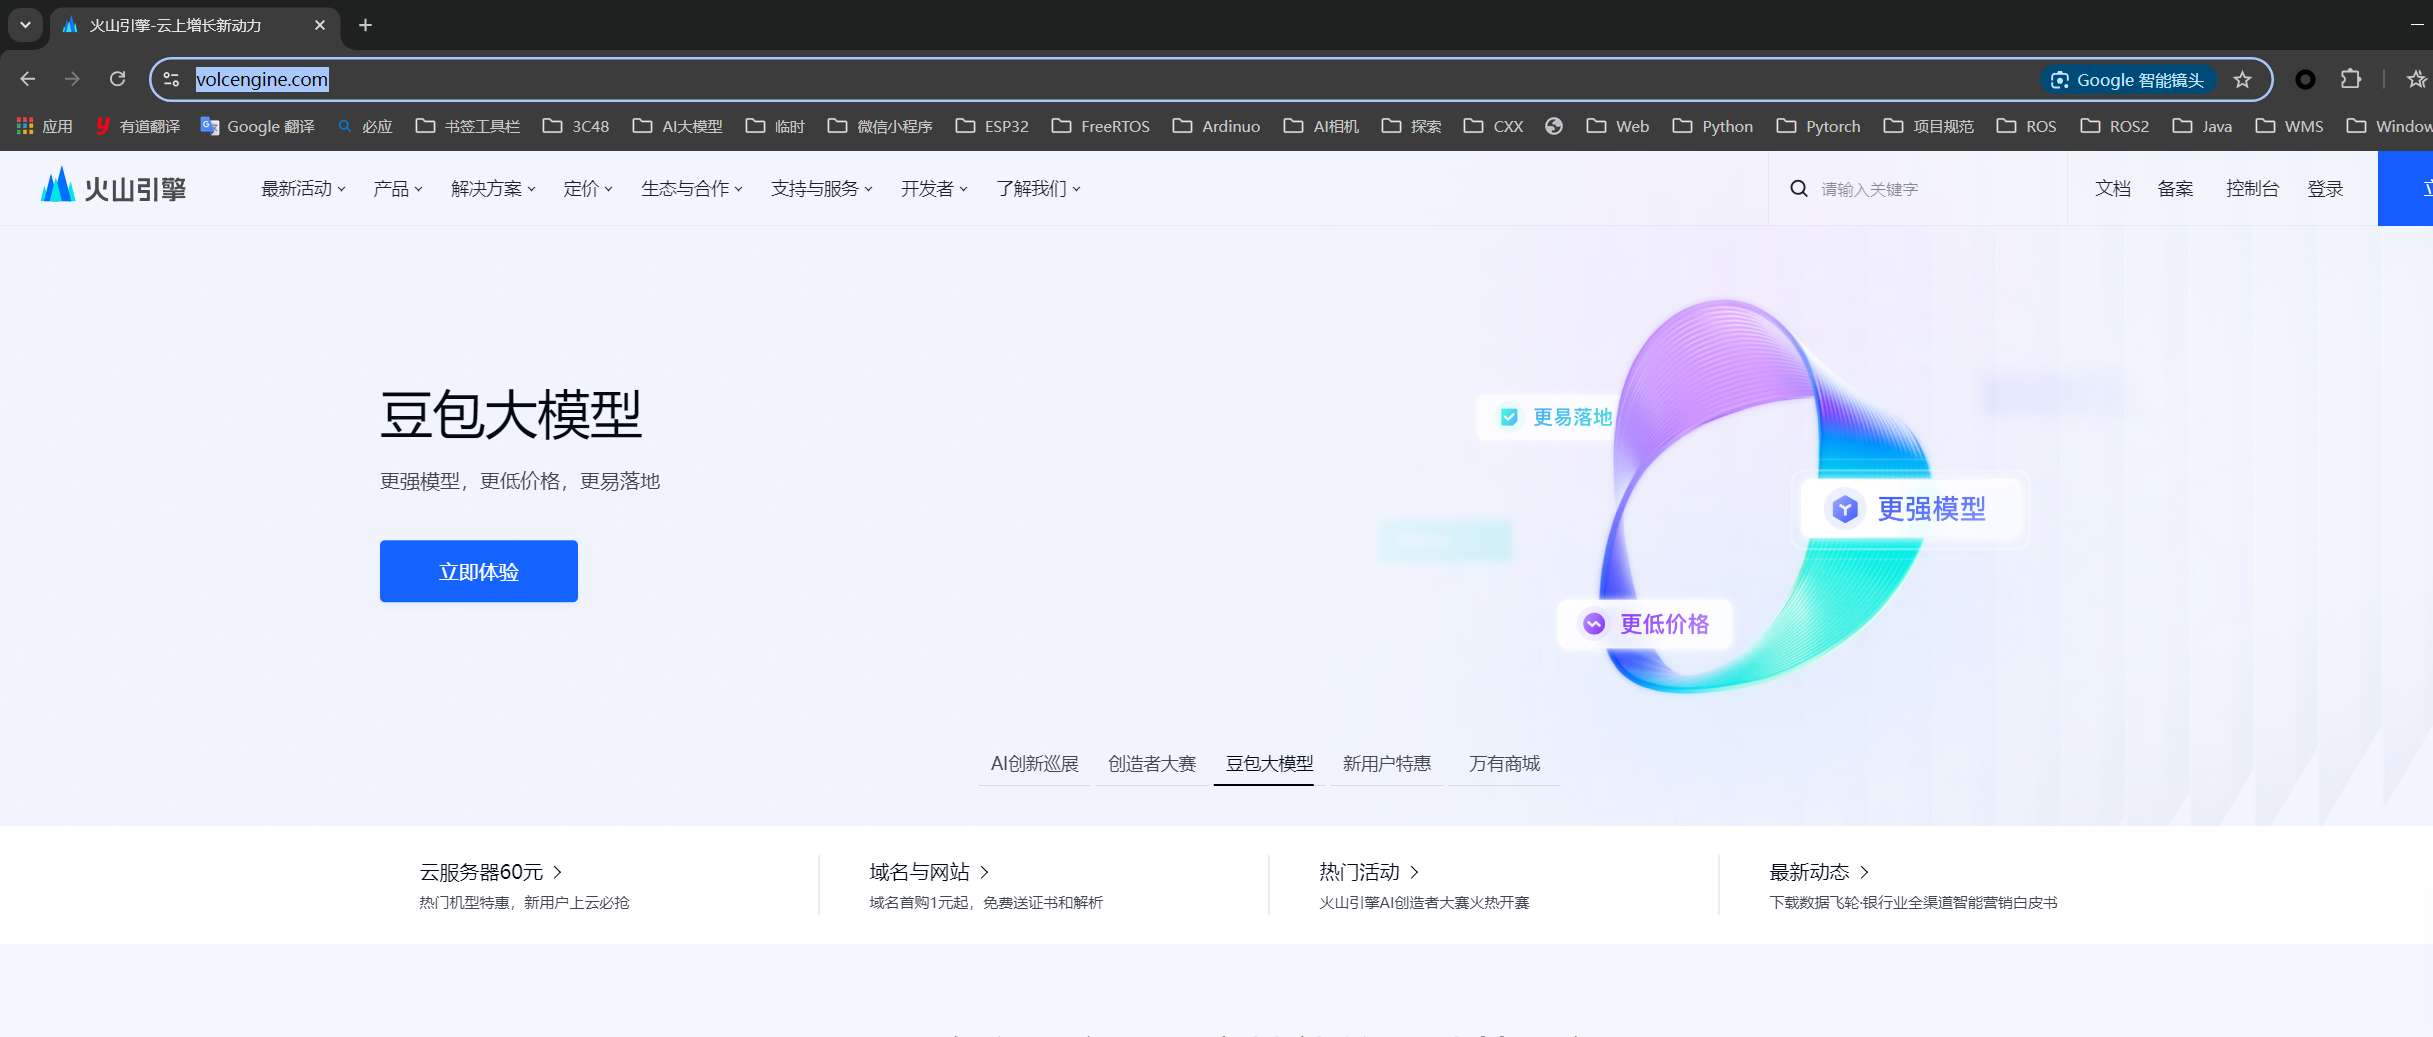 火山引擎-云上增长新动力
volcengine.com
Google 智能镜头
应用 有道翻译 Google 翻译 必应 书签工具栏 3C48 AI大模型 临时 微信小程序 ESP32 FreeRTOS Ardinuo AI相机 探索 CXX Web Python Pytorch 项目规范 ROS ROS2 Java WMS Window
火山引擎 最新活动 产品 解决方案 定价 生态与合作 支持与服务 开发者 了解我们 请输入关键字 文档 备案 控制台 登录 立
豆包大模型
更强模型，更低价格，更易落地
立即体验
更易落地
更强模型
更低价格
AI创新巡展 创造者大赛 豆包大模型 新用户特惠 万有商城
云服务器60元
热门机型特惠，新用户上云必抢
域名与网站
域名首购1元起，免费送证书和解析
热门活动
火山引擎AI创造者大赛火热开赛
最新动态
下载数据飞轮·银行业全渠道智能营销白皮书